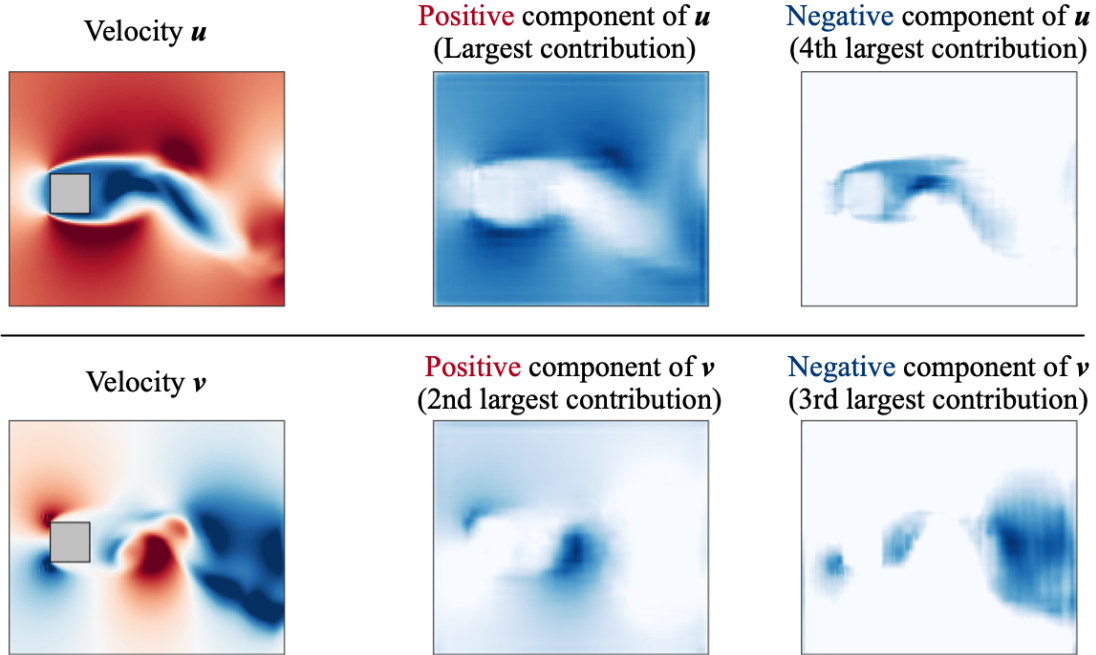 Velocity u
Positive component of u
(Largest contribution)
Negative component of u
(4th largest contribution)
Velocity v
Positive component of v
(2nd largest contribution)
Negative component of v
(3rd largest contribution)